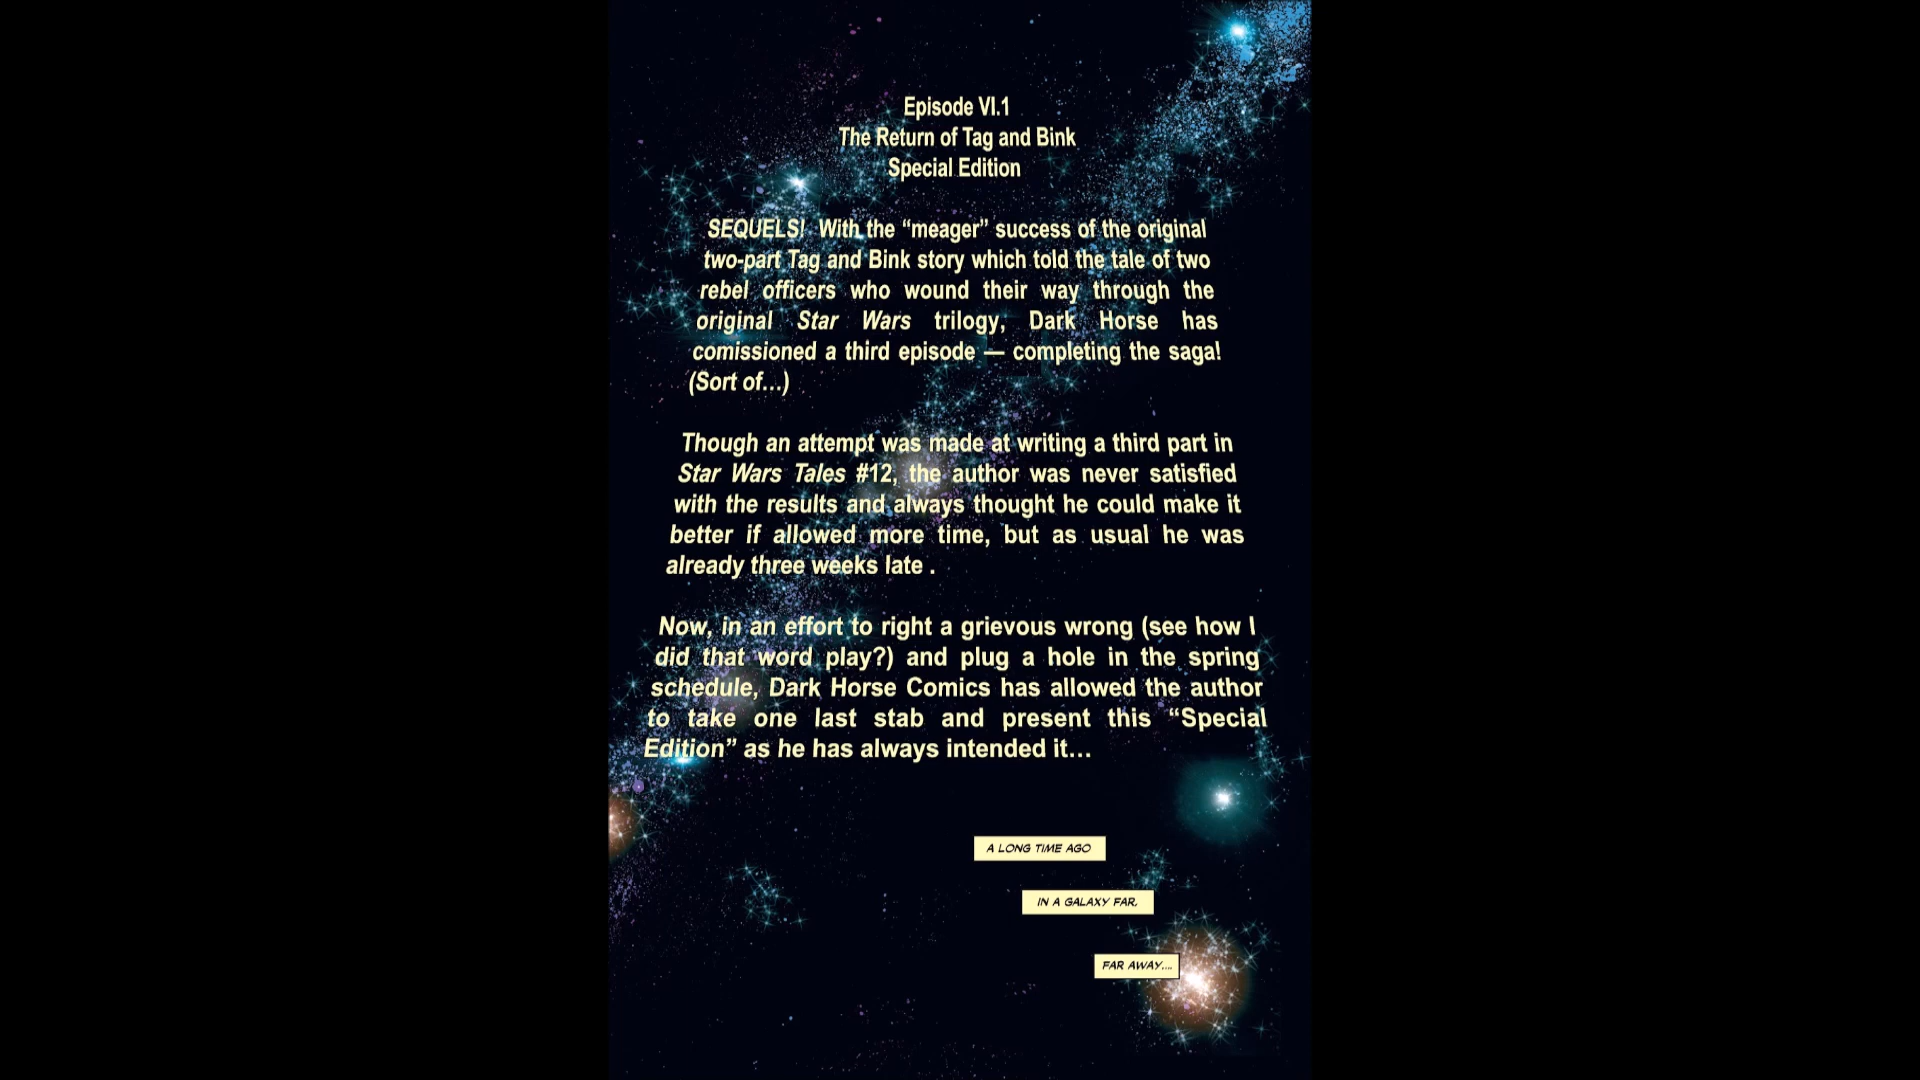 Episode VI.1
The Return of Tag and Bink
Special Edition
SEQUELS! With the “meager” success of the original
two-part Tag and Bink story which told the tale of two
rebel officers who wound their way through the
original Star Wars trilogy, Dark Horse has
comissioned a third episode — completing the saga!
(Sort of…)
Though an attempt was made at writing a third part in
Star Wars Tales #12, the author was never satisfied
with the results and always thought he could make it
better if allowed more time, but as usual he was
already three weeks late .
Now, in an effort to right a grievous wrong (see how I
did that word play?) and plug a hole in the spring
schedule, Dark Horse Comics has allowed the author
to take one last stab and present this “Special
Edition” as he has always intended it…
A LONG TIME AGO
IN A GALAXY FAR,
FAR AWAY....